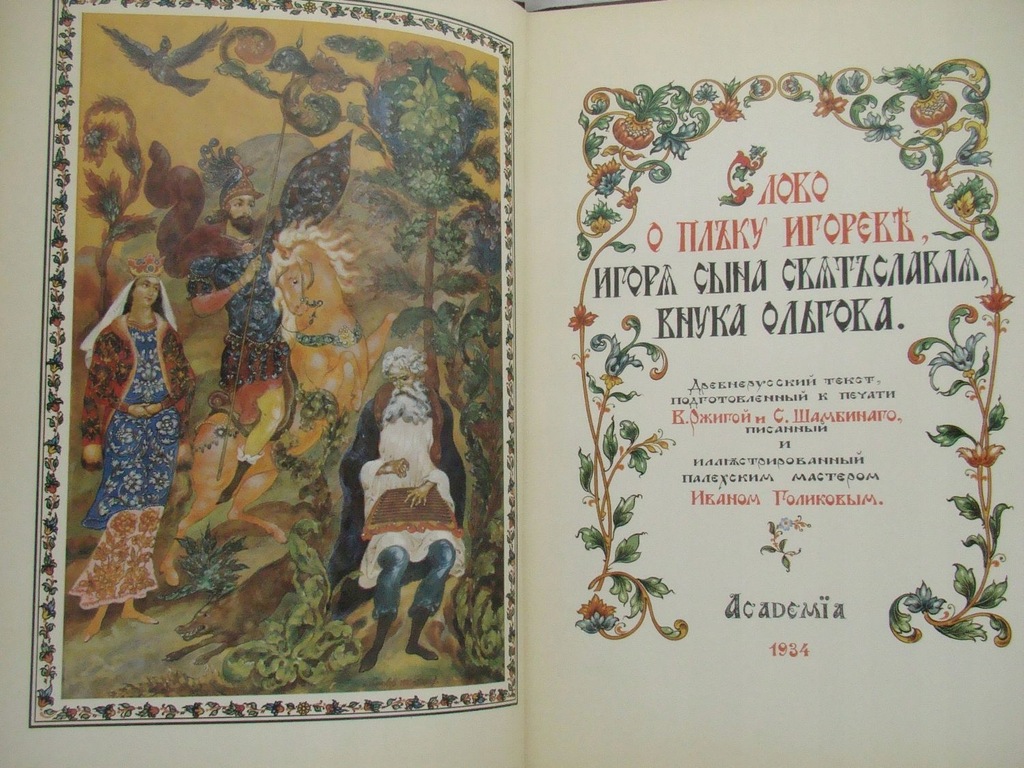 Слово
о плъку Игоревѣ,
Игоря сына Святъславля,
внука Ольгова.
Древнерусский текст,
подготовленный к печати
В. Ржигой и С. Шамбинаго,
писанный
и
иллюстрированный
палехским мастером
Иваном Голиковым.
Academïa
1934